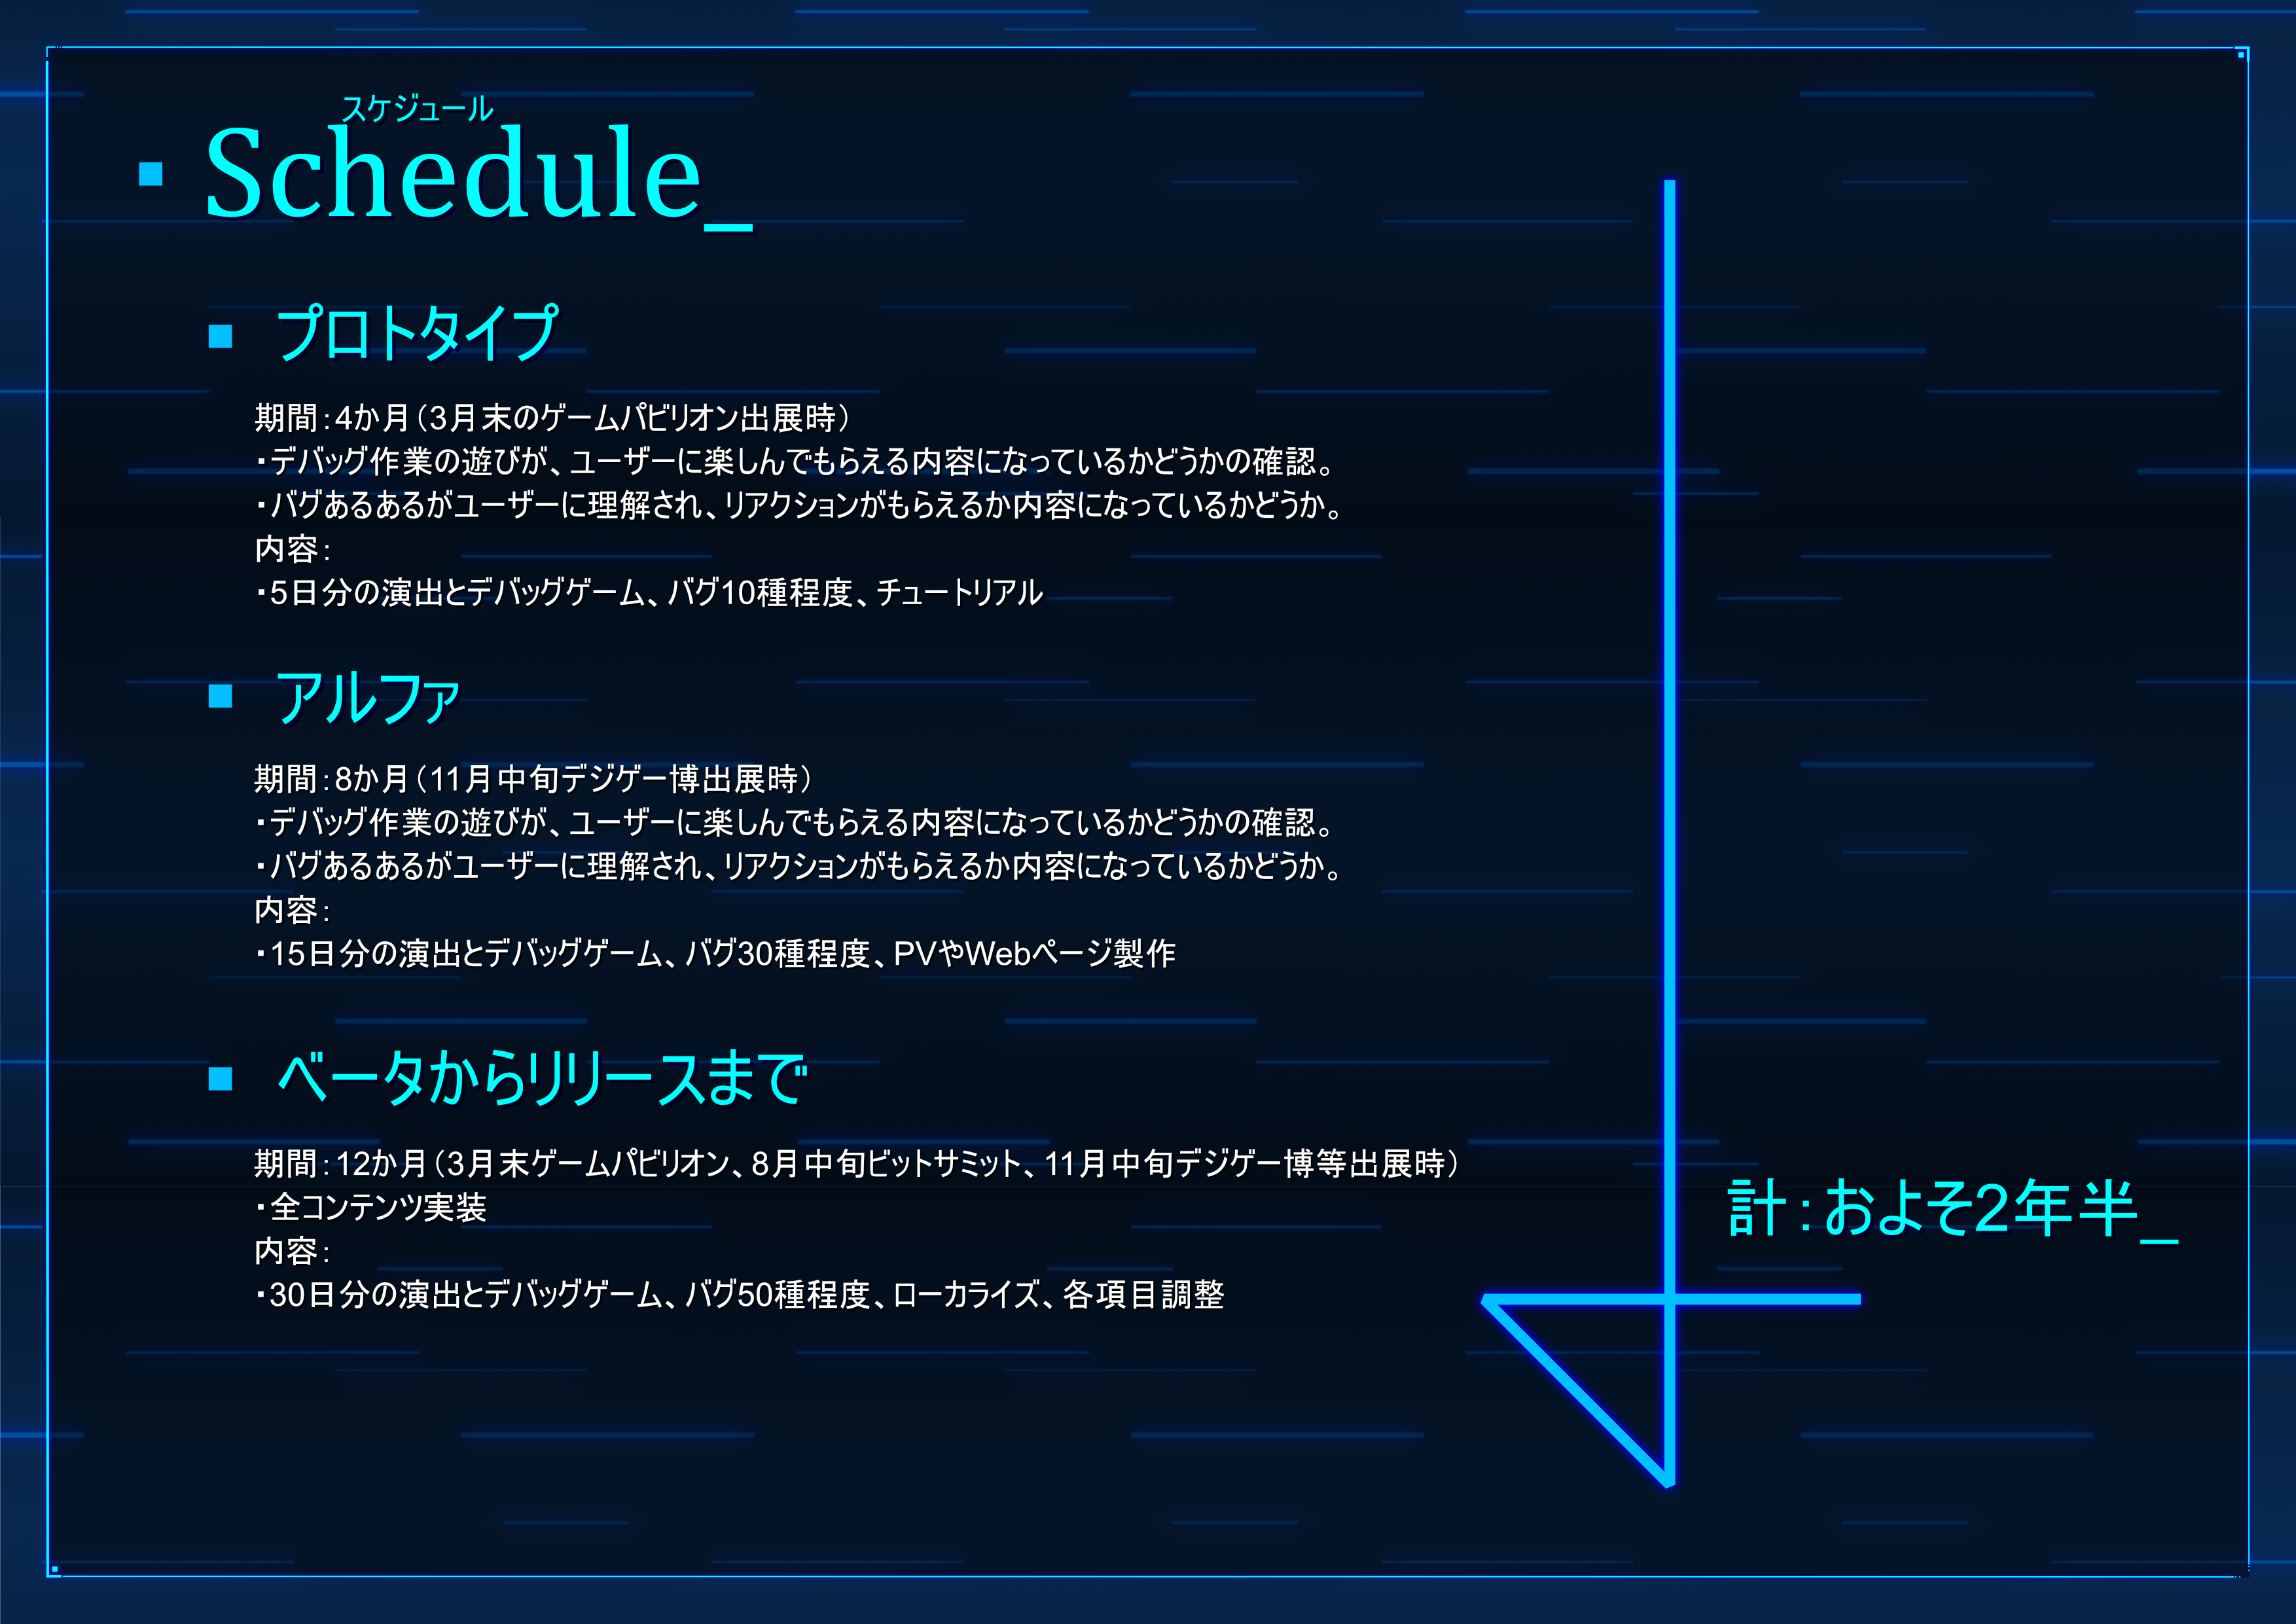 スケジュール
Schedule_
プロトタイプ
期間：4か月（3月末のゲームパビリオン出展時）
・デバッグ作業の遊びが、ユーザーに楽しんでもらえる内容になっているかどうかの確認。
・バグあるあるがユーザーに理解され、リアクションがもらえるか内容になっているかどうか。
内容：
・5日分の演出とデバッグゲーム、バグ10種程度、チュートリアル
アルファ
期間：8か月（11月中旬デジゲー博出展時）
・デバッグ作業の遊びが、ユーザーに楽しんでもらえる内容になっているかどうかの確認。
・バグあるあるがユーザーに理解され、リアクションがもらえるか内容になっているかどうか。
内容：
・15日分の演出とデバッグゲーム、バグ30種程度、PVやWebページ製作
ベータからリリースまで
期間：12か月（3月末ゲームパビリオン、8月中旬ビットサミット、11月中旬デジゲー博等出展時）
・全コンテンツ実装
内容：
・30日分の演出とデバッグゲーム、バグ50種程度、ローカライズ、各項目調整
計：およそ2年半_